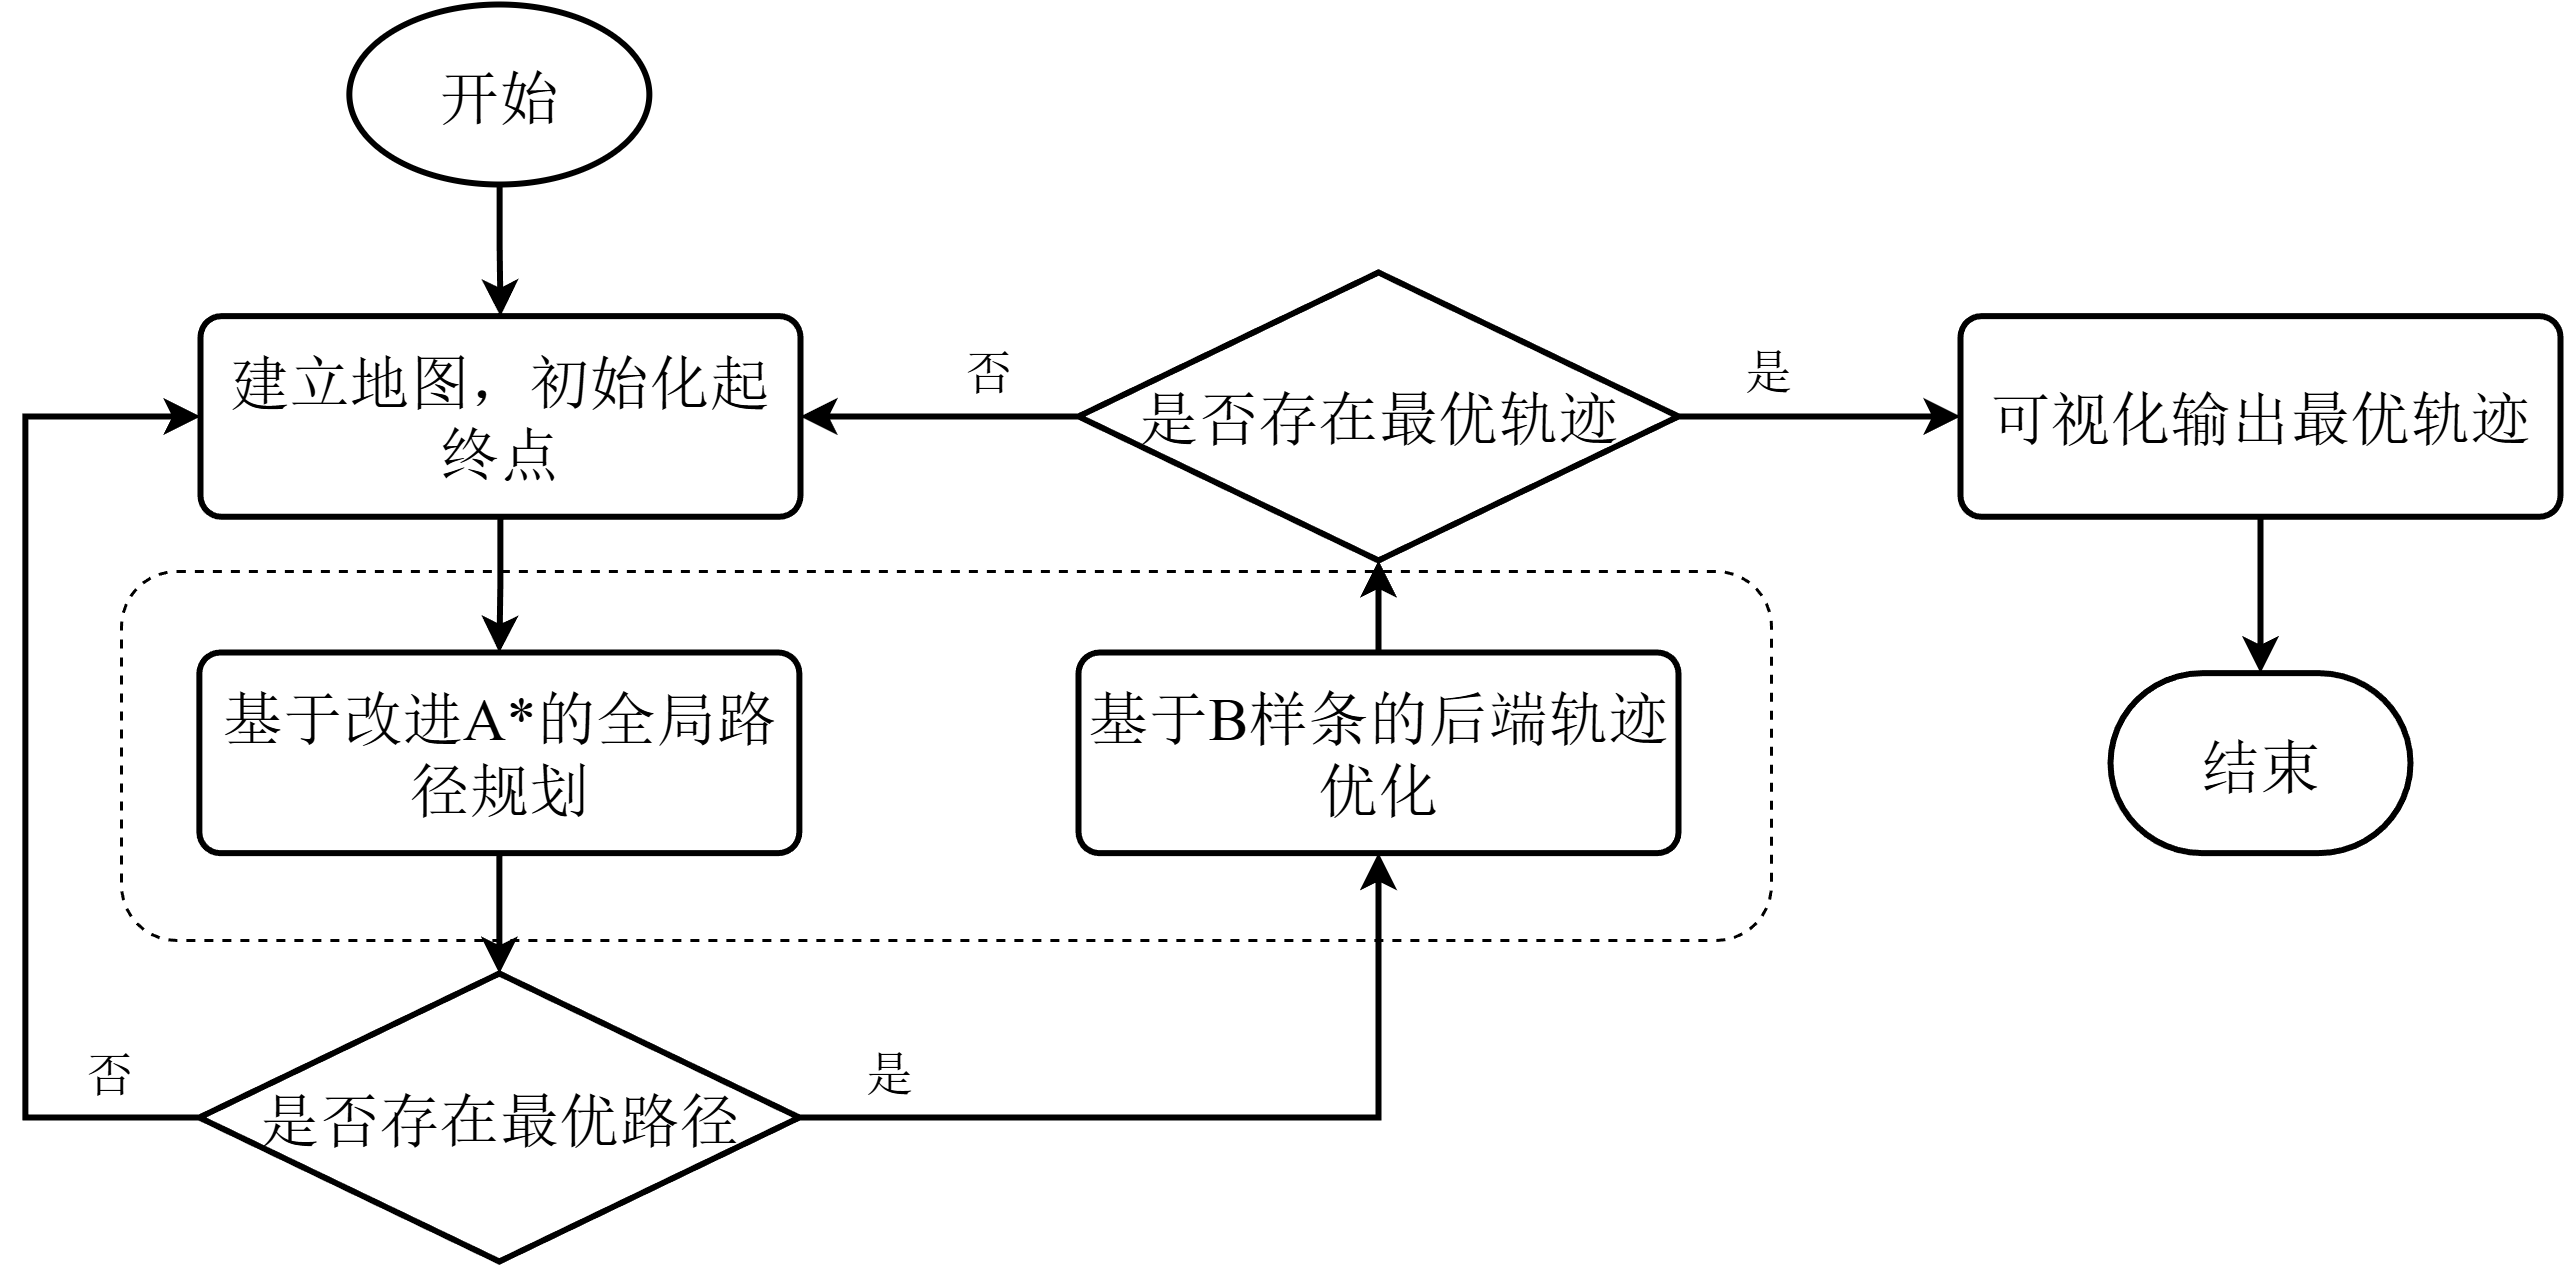 开始
建立地图，初始化起
终点
否
是否存在最优轨迹
是
可视化输出最优轨迹
基于改进A*的全局路
径规划
基于B样条的后端轨迹
优化
结束
否
是否存在最优路径
是